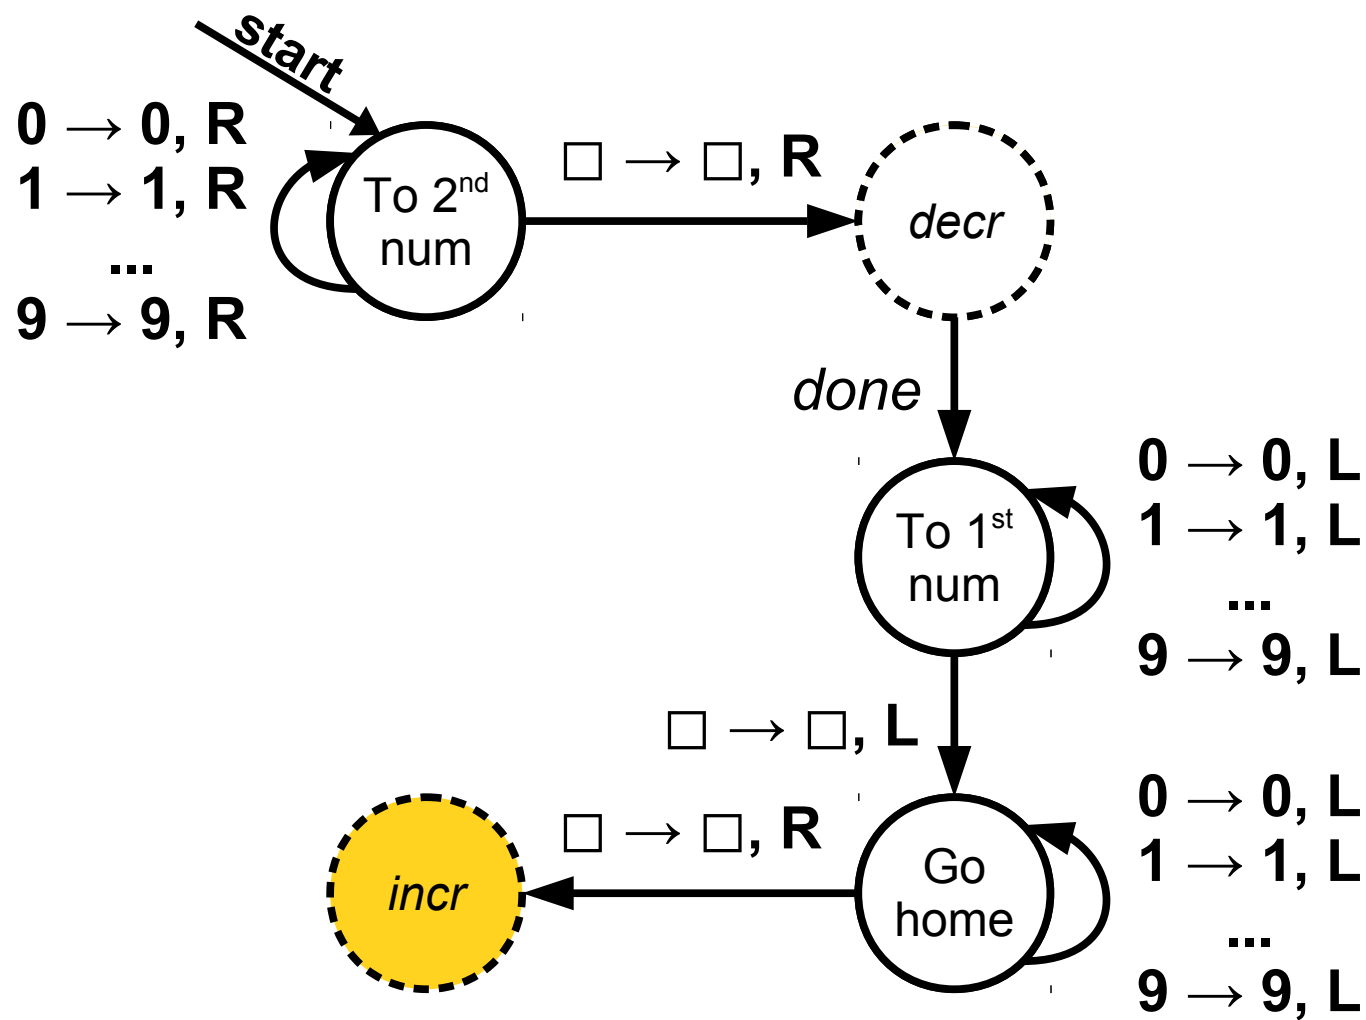 start
0 → 0, R
1 → 1, R
...
9 → 9, R
To 2nd
num
□ → □, R
decr
done
To 1st
num
0 → 0, L
1 → 1, L
...
9 → 9, L
□ → □, L
□ → □, R
incr
Go
home
0 → 0, L
1 → 1, L
...
9 → 9, L